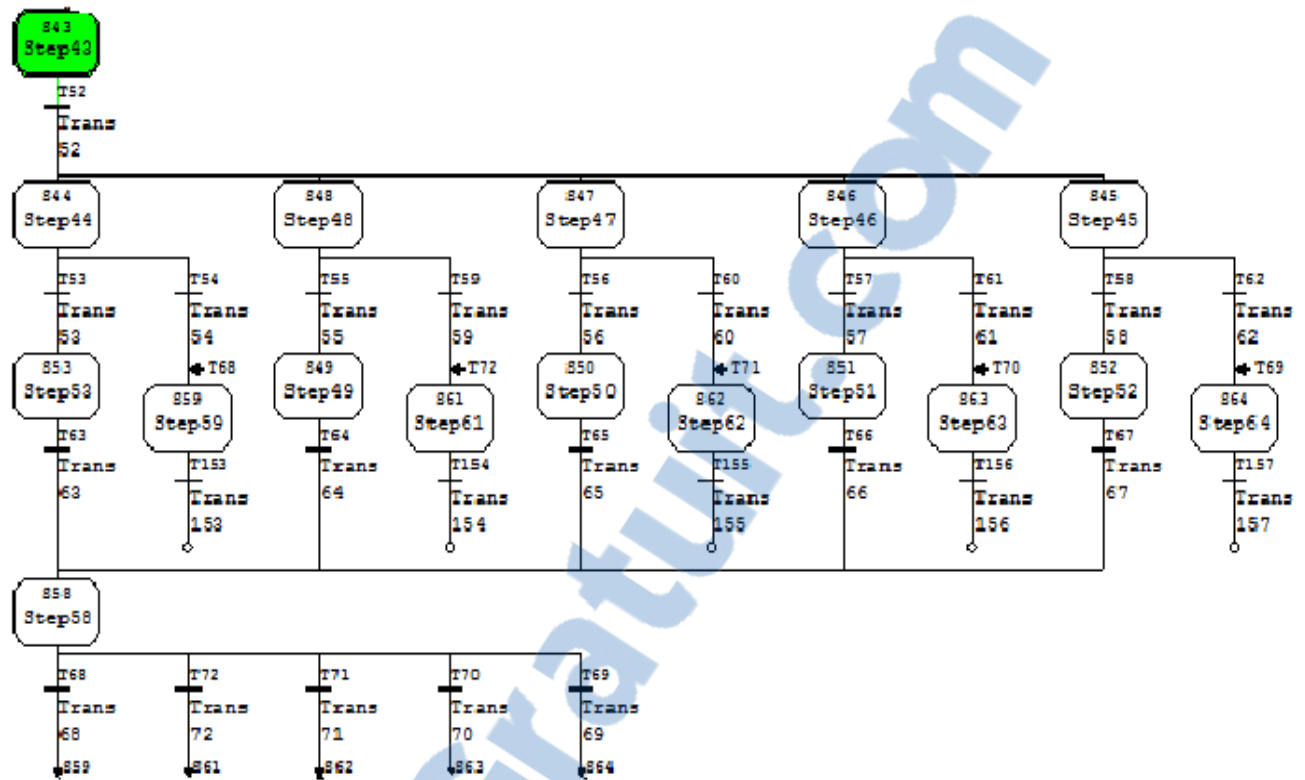 S43
Step43
T52
Trans
52
S44
Step44
S48
Step48
S47
Step47
S46
Step46
S45
Step45
T53
Trans
53
T54
Trans
54
T55
Trans
55
T59
Trans
59
T56
Trans
56
T60
Trans
60
T57
Trans
57
T61
Trans
61
T58
Trans
58
T62
Trans
62
S53
Step53
T68
S59
Step59
S49
Step49
T72
S61
Step61
S50
Step50
T71
S62
Step62
S51
Step51
T70
S63
Step63
S52
Step52
T69
S64
Step64
T63
Trans
63
T153
Trans
153
T64
Trans
64
T154
Trans
154
T65
Trans
65
T155
Trans
155
T66
Trans
66
T156
Trans
156
T67
Trans
67
T157
Trans
157
S58
Step58
T68
Trans
68
T72
Trans
72
T71
Trans
71
T70
Trans
70
T69
Trans
69
S59
S61
S62
S63
S64
ratuit.com